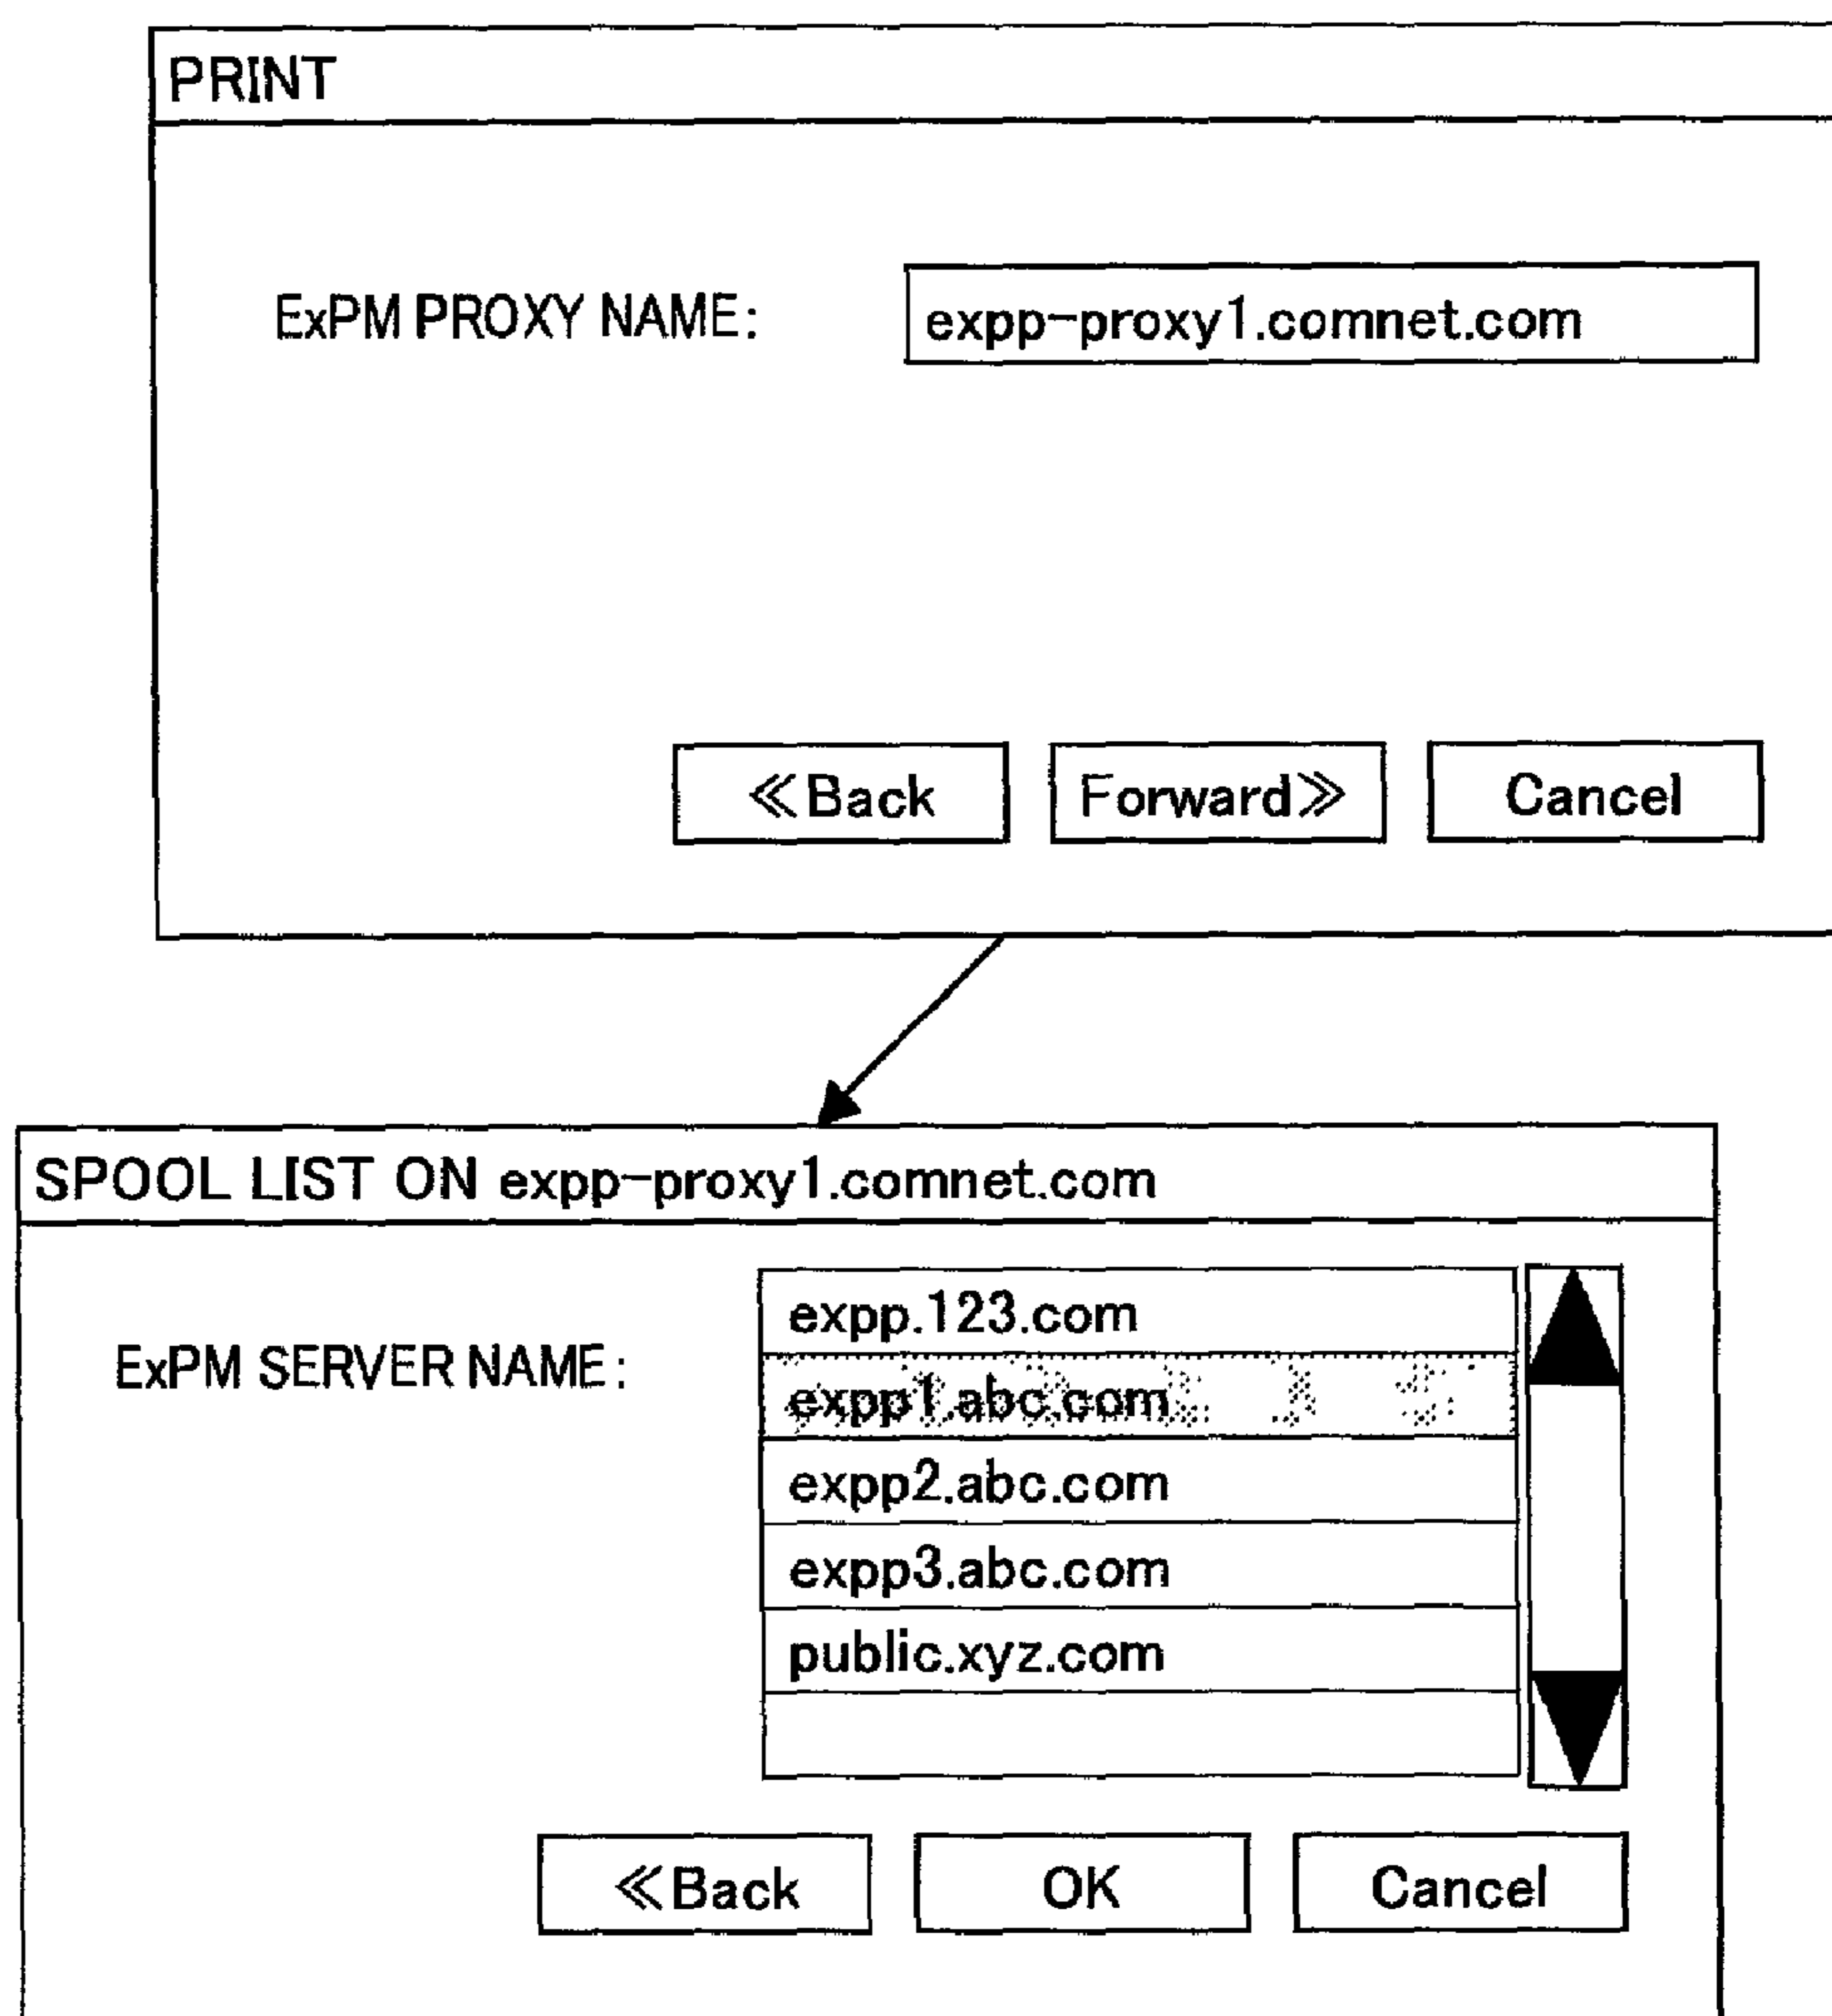 PRINT
ExPM PROXY NAME: expp-proxy1.comnet.com
≪Back Forward≫ Cancel
SPOOL LIST ON expp-proxy1.comnet.com
ExPM SERVER NAME:
expp.123.com
expp1.abc.com
expp2.abc.com
expp3.abc.com
public.xyz.com
≪Back OK Cancel